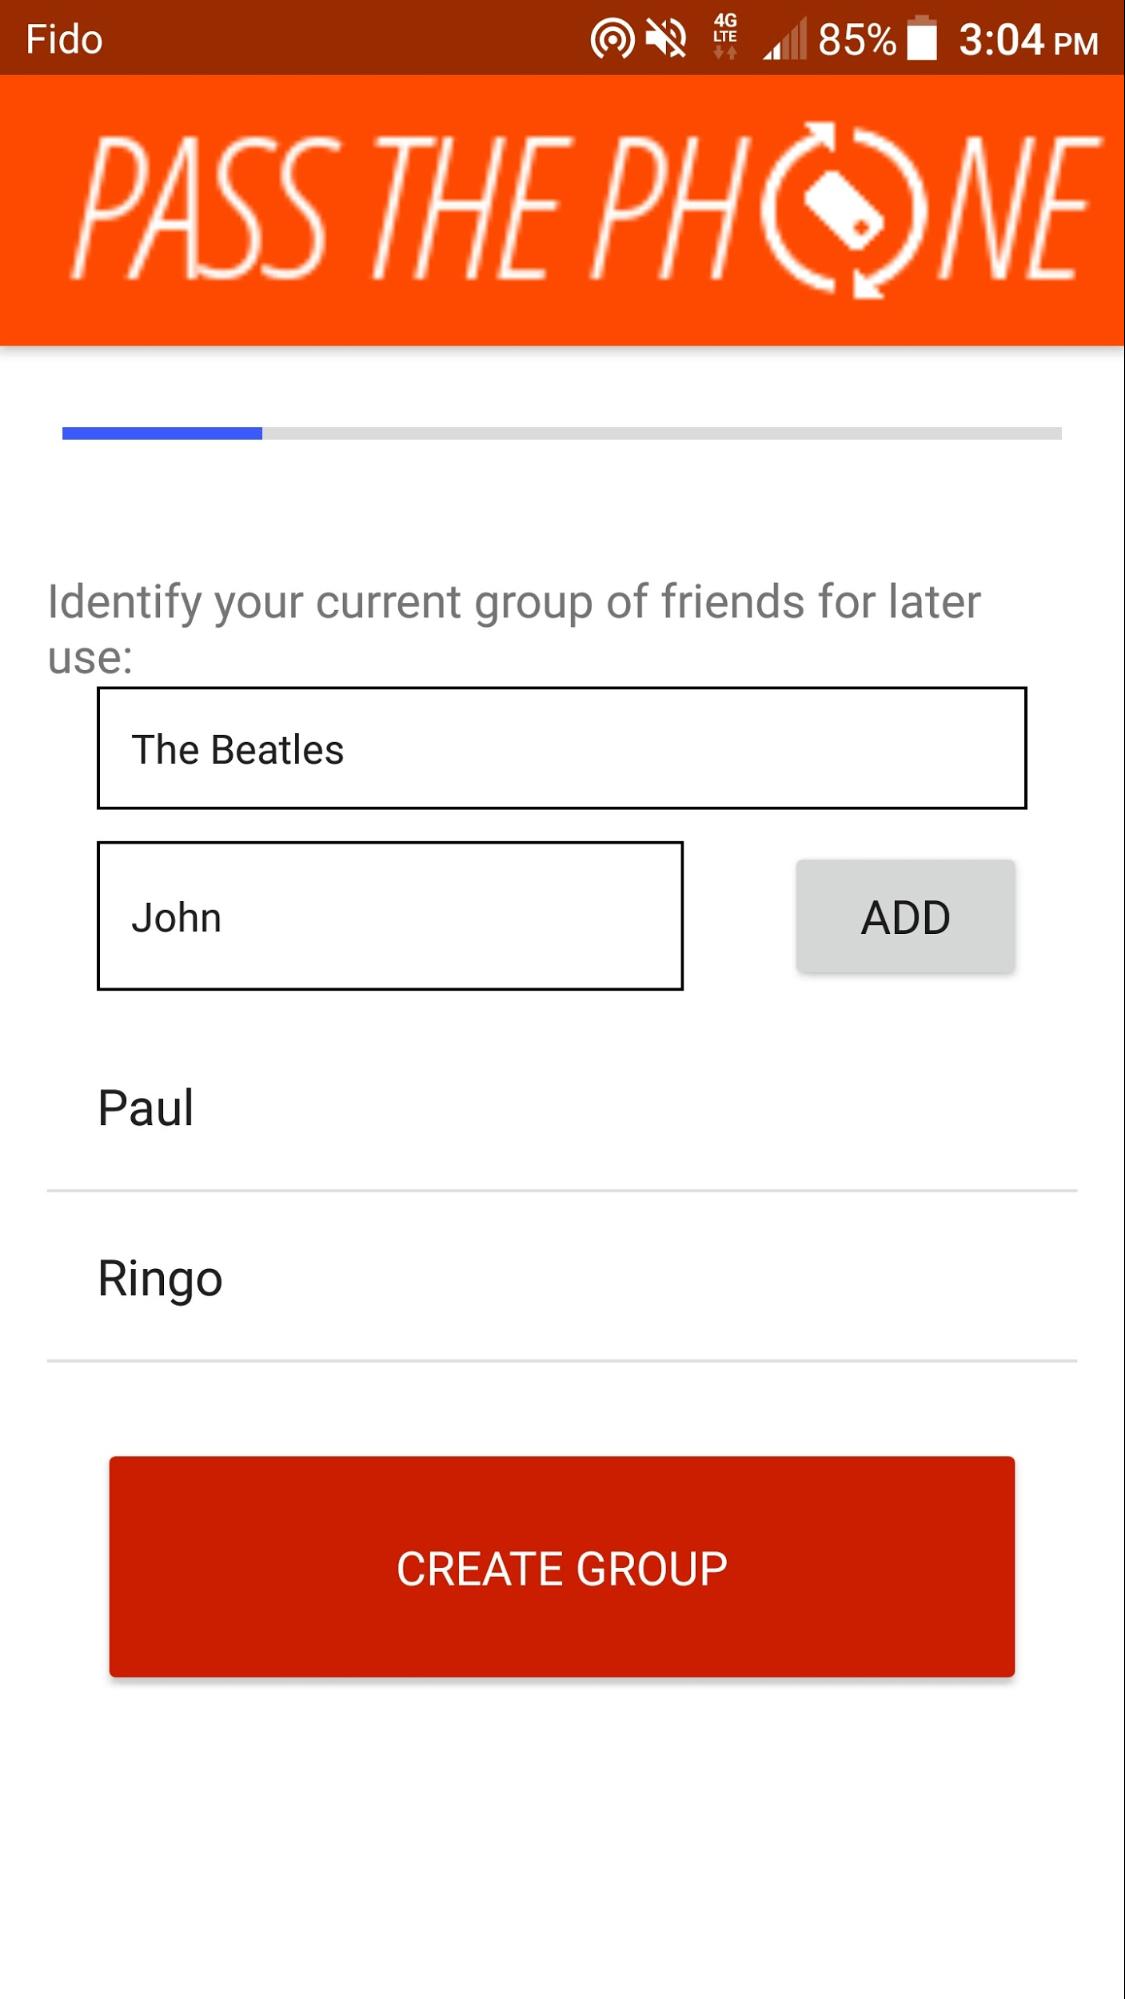 Fido 4G LTE 85% 3:04 PM
PASS THE PHONE
Identify your current group of friends for later
use:
The Beatles
John ADD
Paul
Ringo
CREATE GROUP